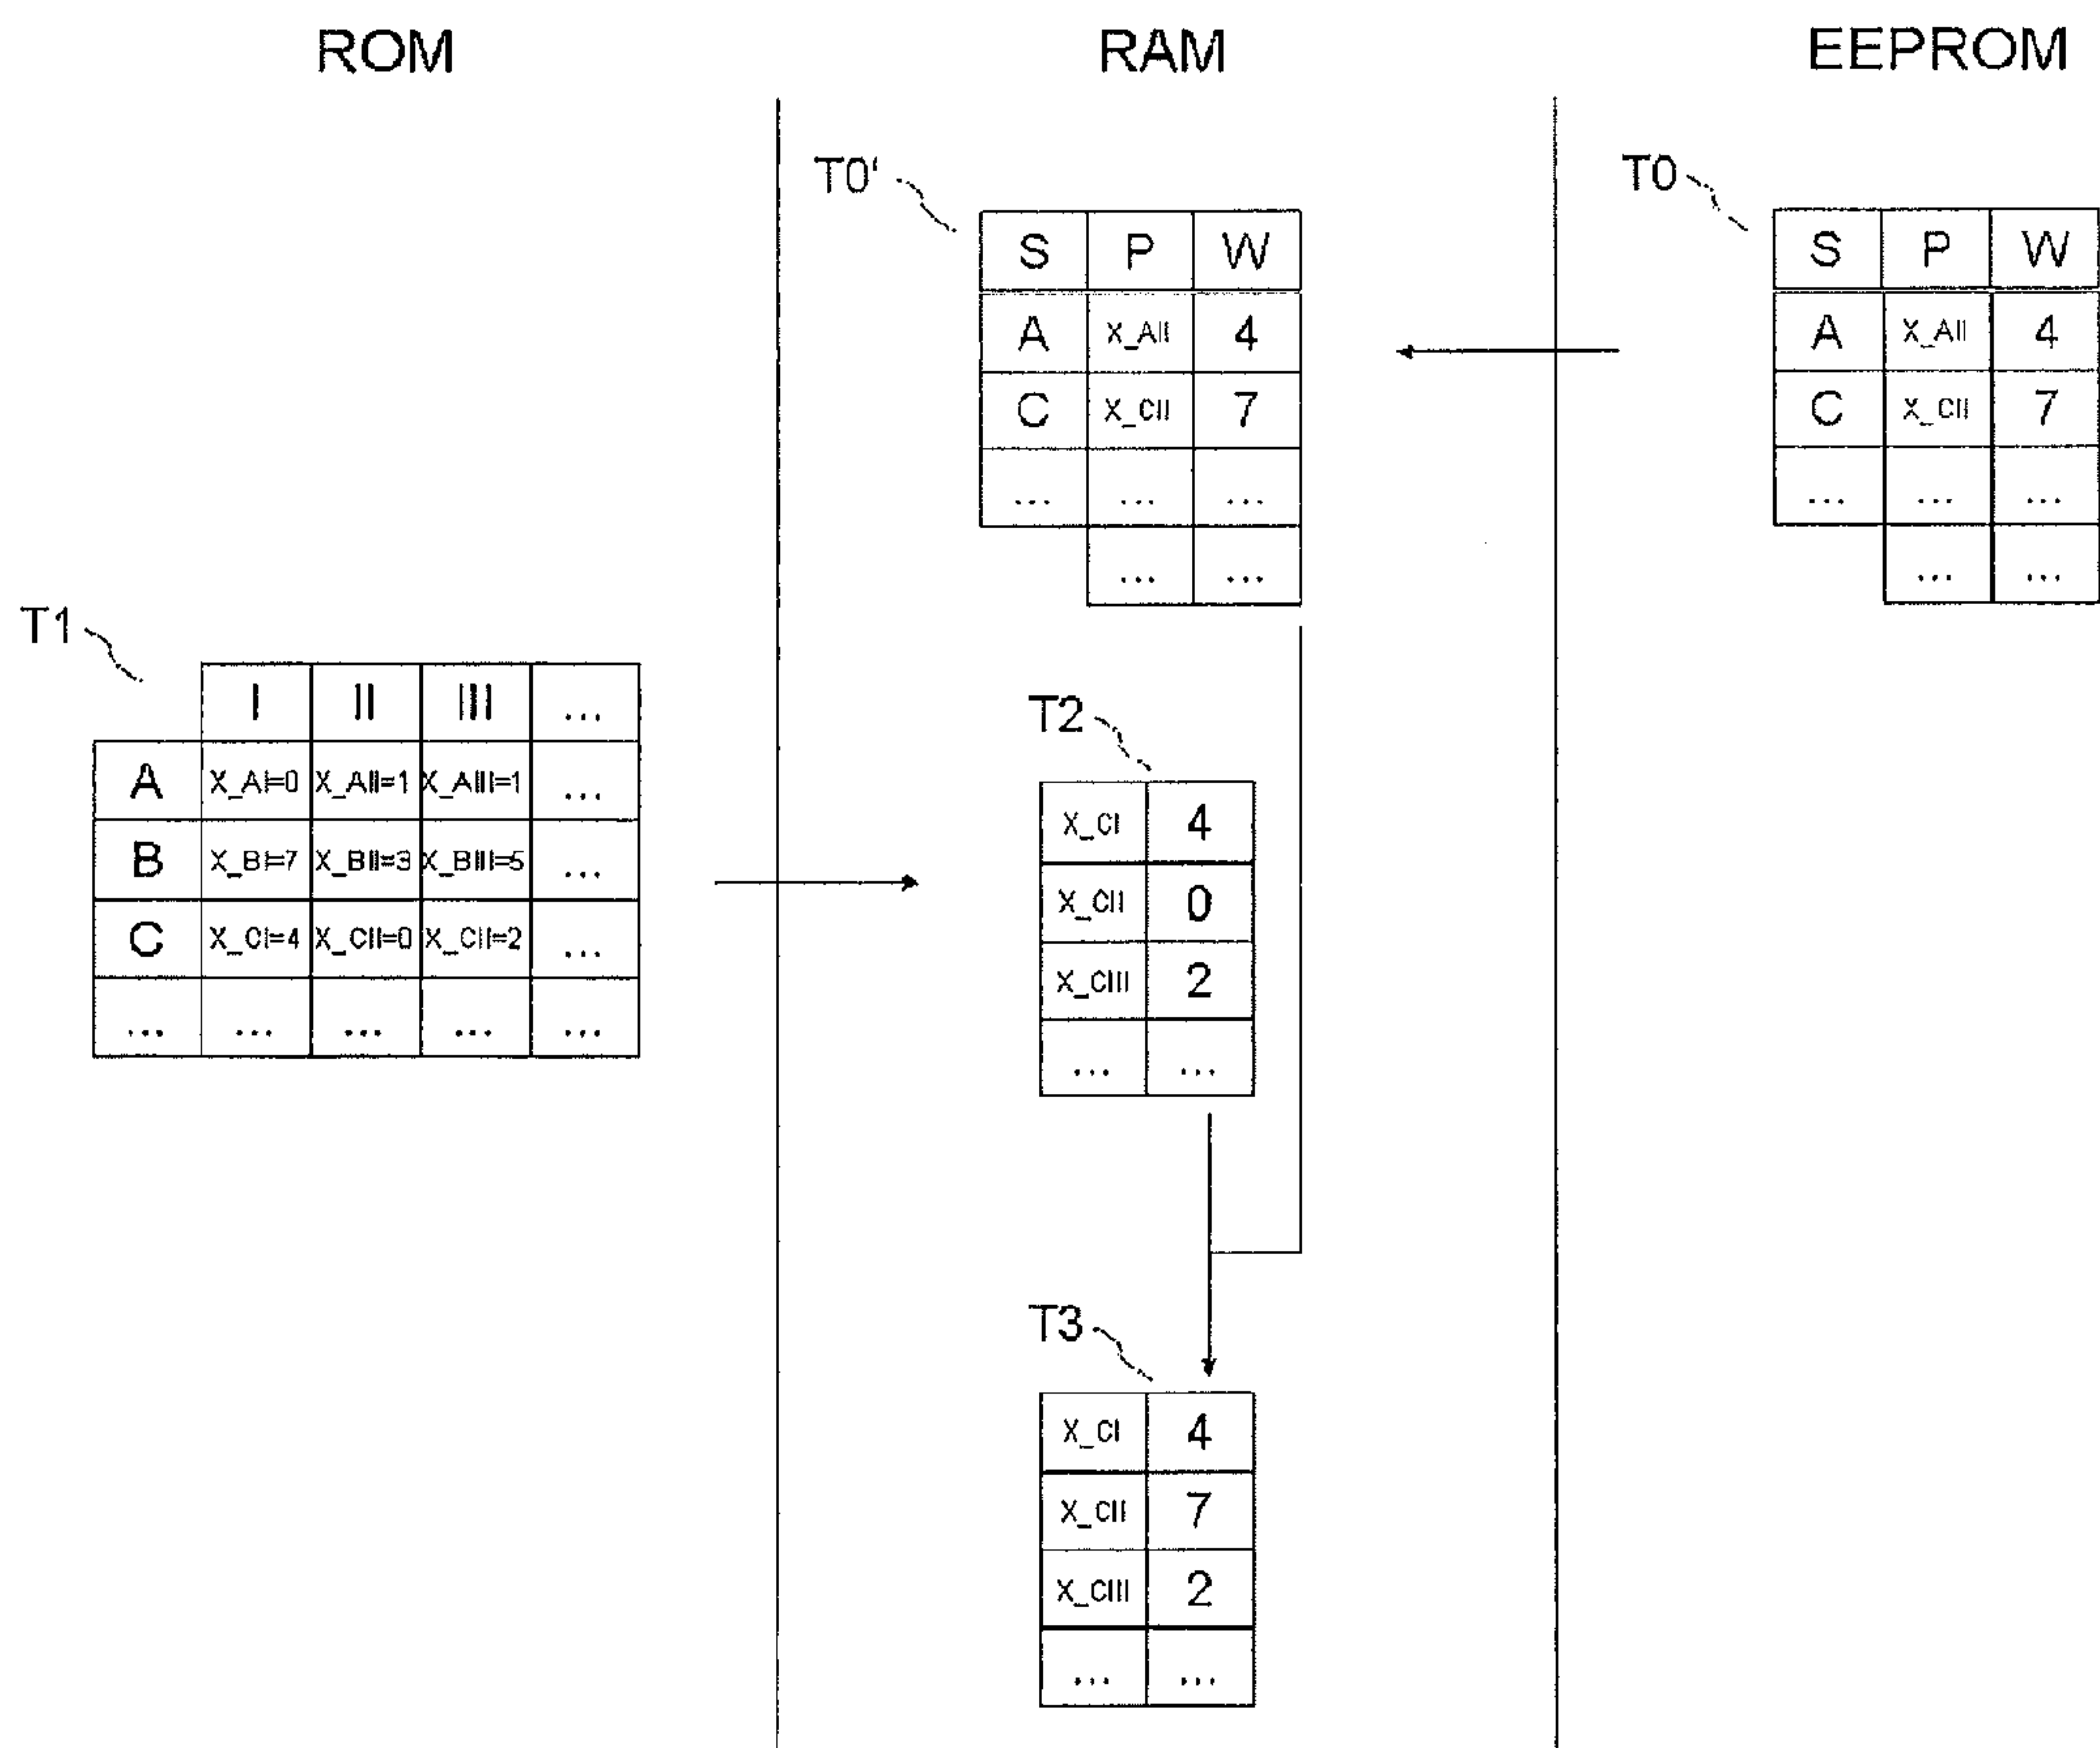 ROM RAM EEPROM
T0' T0
S P W
A X_AII 4
C X_CII 7
... ... ...
... ...
S P W
A X_AII 4
C X_CII 7
... ... ...
... ...
T1
I II III ...
A X_AI=0 X_AII=1 X_AIII=1 ...
B X_BI=7 X_BII=3 X_BIII=5 ...
C X_CI=4 X_CII=0 X_CII=2 ...
... ... ... ... ...
T2
X_CI 4
X_CII 0
X_CIII 2
... ...
T3
X_CI 4
X_CII 7
X_CIII 2
... ...